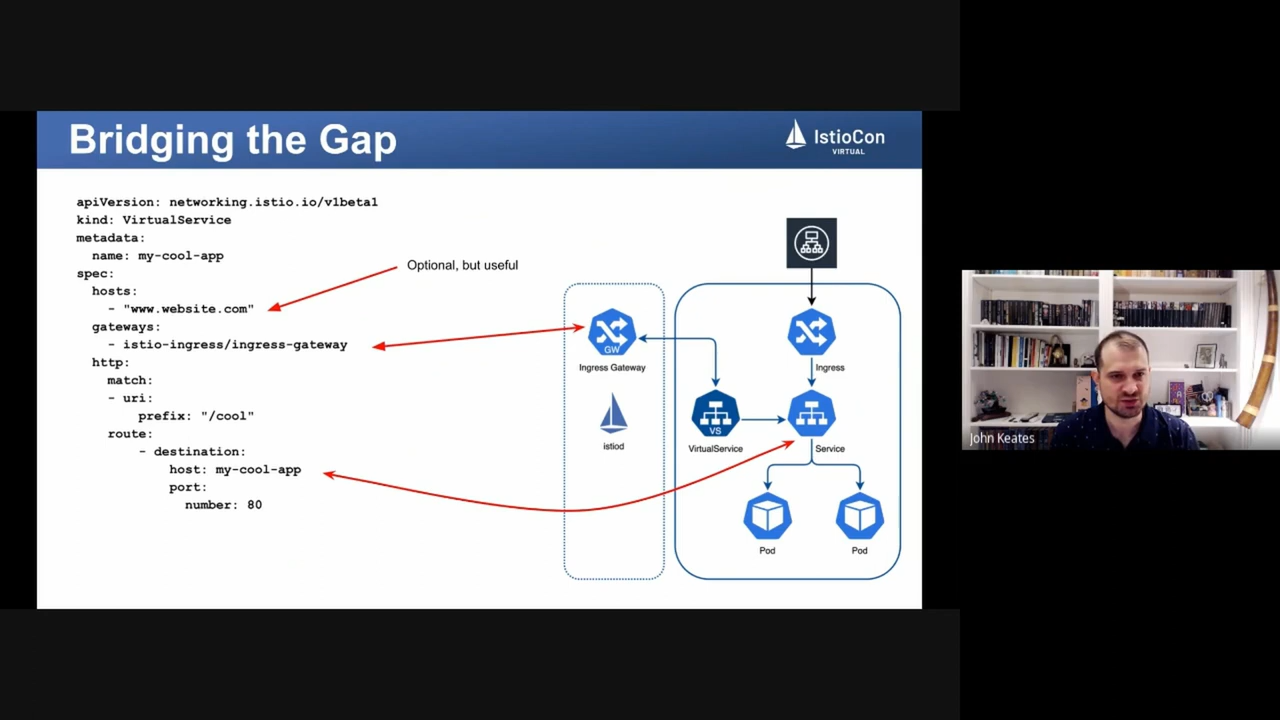 Bridging the Gap
IstioCon
VIRTUAL
apiVersion: networking.istio.io/v1beta1
kind: VirtualService
metadata:
name: my-cool-app
spec:
hosts:
- "www.website.com"
gateways:
- istio-ingress/ingress-gateway
http:
match:
- uri:
prefix: "/cool"
route:
- destination:
host: my-cool-app
port:
number: 80
Optional, but useful
GW
Ingress Gateway
istiod
Ingress
VS
VirtualService
Service
Pod
Pod
John Keates